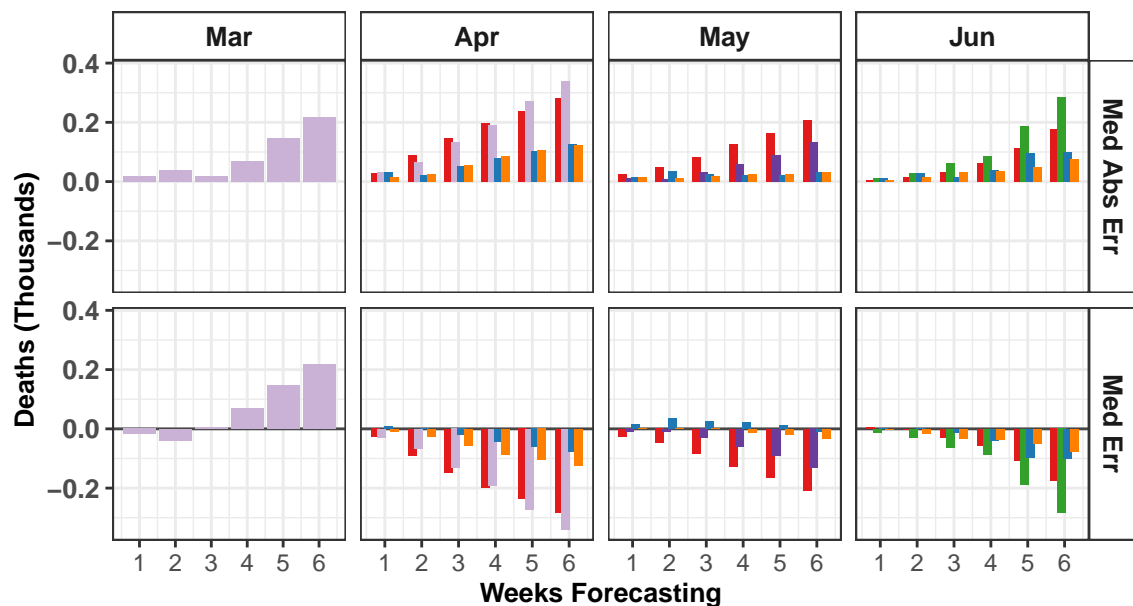 Mar Apr May Jun
0.4
0.2
0.0
−0.2
Med Abs Err
0.4
0.2
0.0
−0.2
Med Err
Deaths (Thousands)
1 2 3 4 5 6 1 2 3 4 5 6 1 2 3 4 5 6 1 2 3 4 5 6
Weeks Forecasting